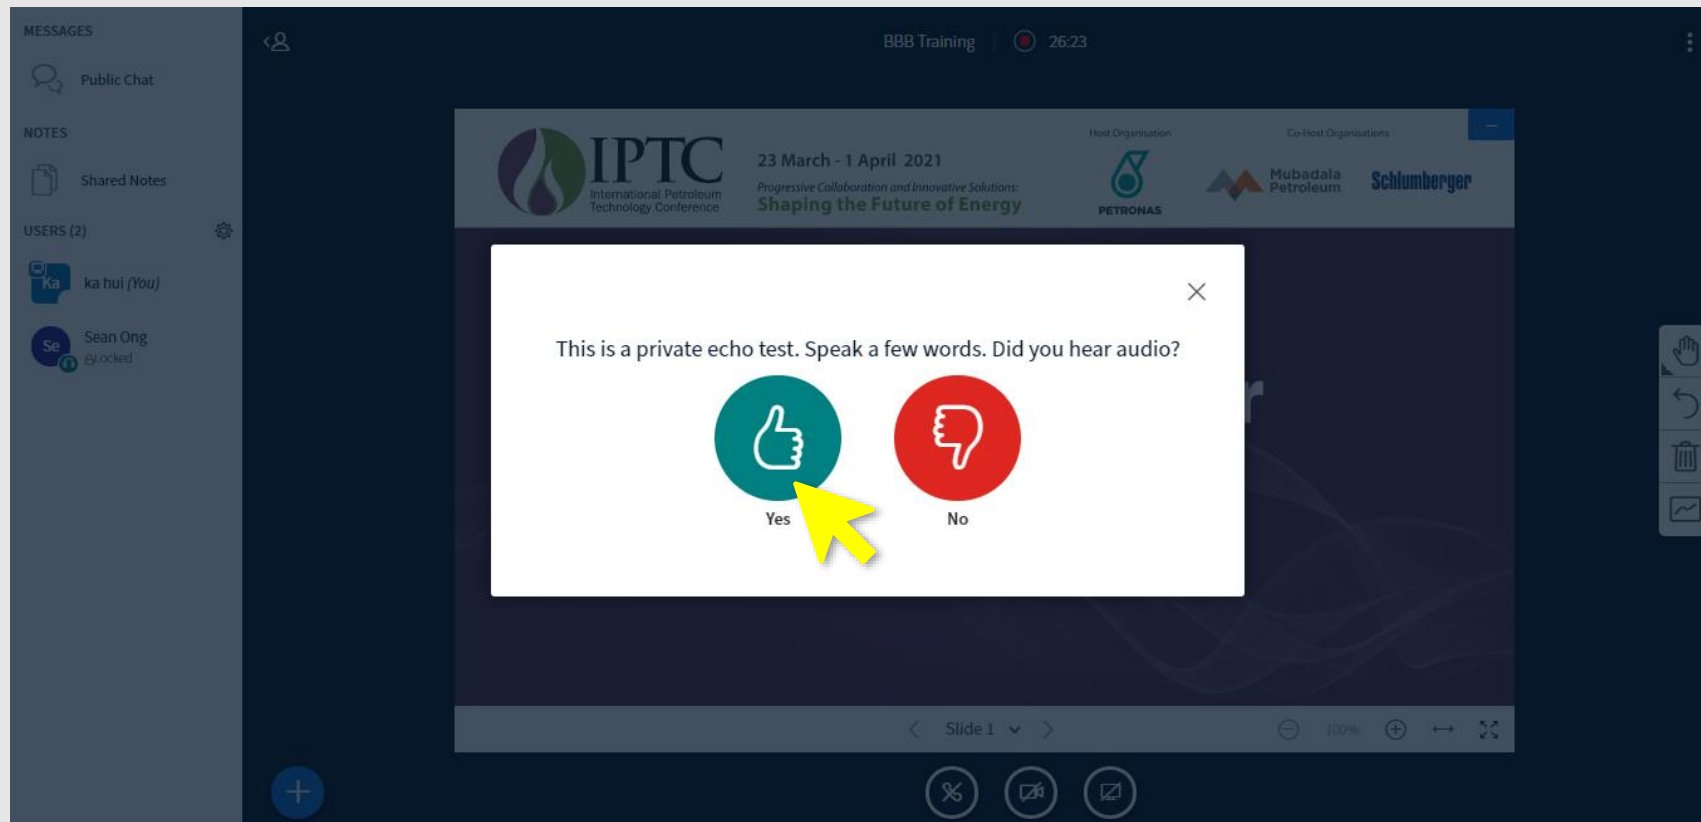 MESSAGES
Public Chat
NOTES
Shared Notes
USERS (2)
Ka
ka hui (You)
Se
Sean Ong
Locked
BBB Training
26:23
IPTC
International Petroleum
Technology Conference
23 March - 1 April 2021
Progressive Collaboration and Innovative Solutions:
Shaping the Future of Energy
Host Organisation
PETRONAS
Co-Host Organisations
Mubadala
Petroleum
Schlumberger
This is a private echo test. Speak a few words. Did you hear audio?
Yes
No
r
Slide 1
100%